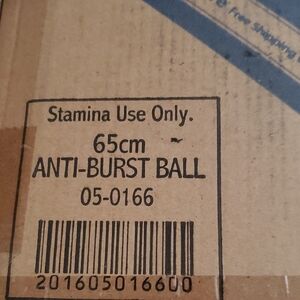 Free Shipping
Stamina Use Only.
65cm
ANTI-BURST BALL
05-0166
201605016600